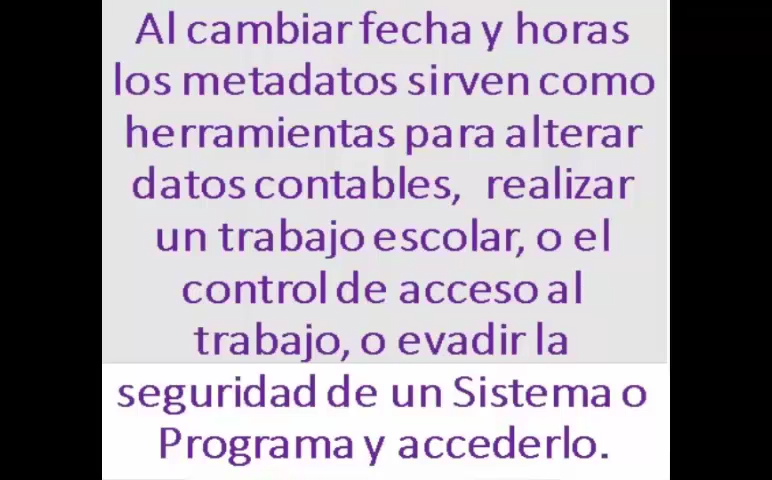 Al cambiar fecha y horas
los metadatos sirven como
herramientas para alterar
datos contables, realizar
un trabajo escolar, o el
control de acceso al
trabajo, o evadir la
seguridad de un Sistema o
Programa y accederlo.